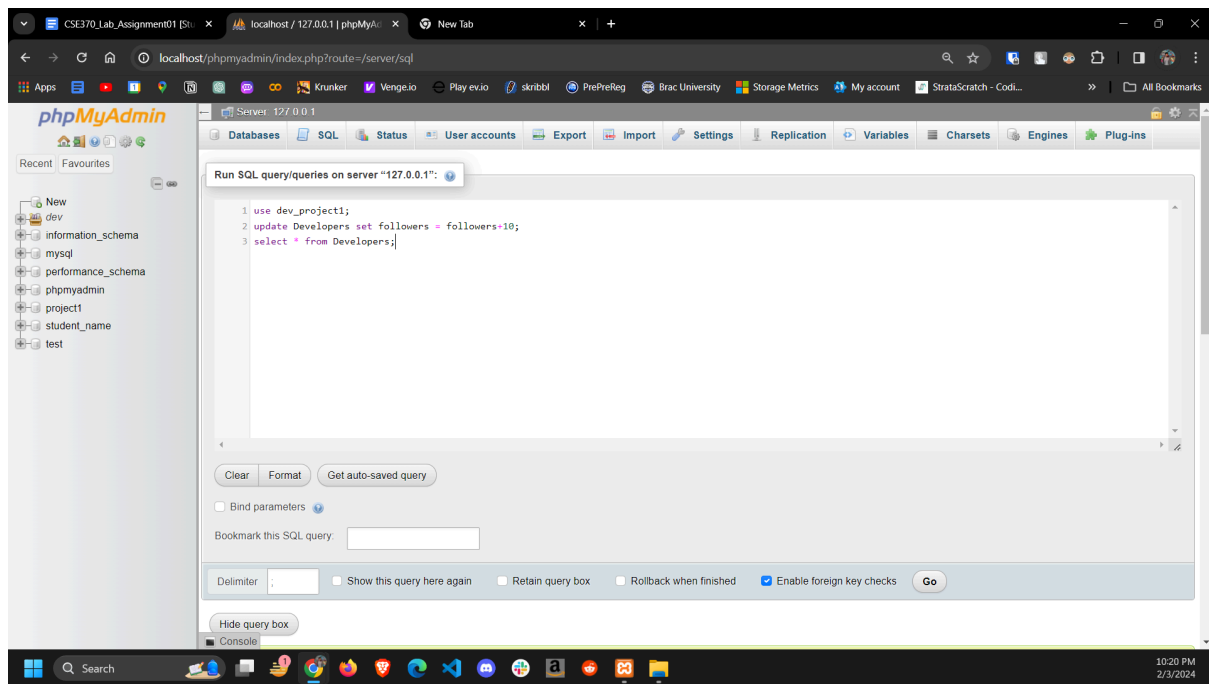 CSE370_Lab_Assignment01 [Stu
localhost / 127.0.0.1 | phpMyAd
New Tab
localhost/phpmyadmin/index.php?route=/server/sql
Apps
Krunker
Venge.io
Play ev.io
skribbl
PrePreReg
Brac University
Storage Metrics
My account
StrataScratch - Codi...
All Bookmarks
phpMyAdmin
Recent Favourites
New
dev
information_schema
mysql
performance_schema
phpmyadmin
project1
student_name
test
Server: 127.0.0.1
Databases SQL Status User accounts Export Import Settings Replication Variables Charsets Engines Plug-ins
Run SQL query/queries on server “127.0.0.1”:
1 use dev_project1;
2 update Developers set followers = followers+10;
3 select * from Developers;
Clear Format Get auto-saved query
Bind parameters
Bookmark this SQL query:
Delimiter ; Show this query here again Retain query box Rollback when finished Enable foreign key checks Go
Hide query box
Console
Search
10:20 PM
2/3/2024